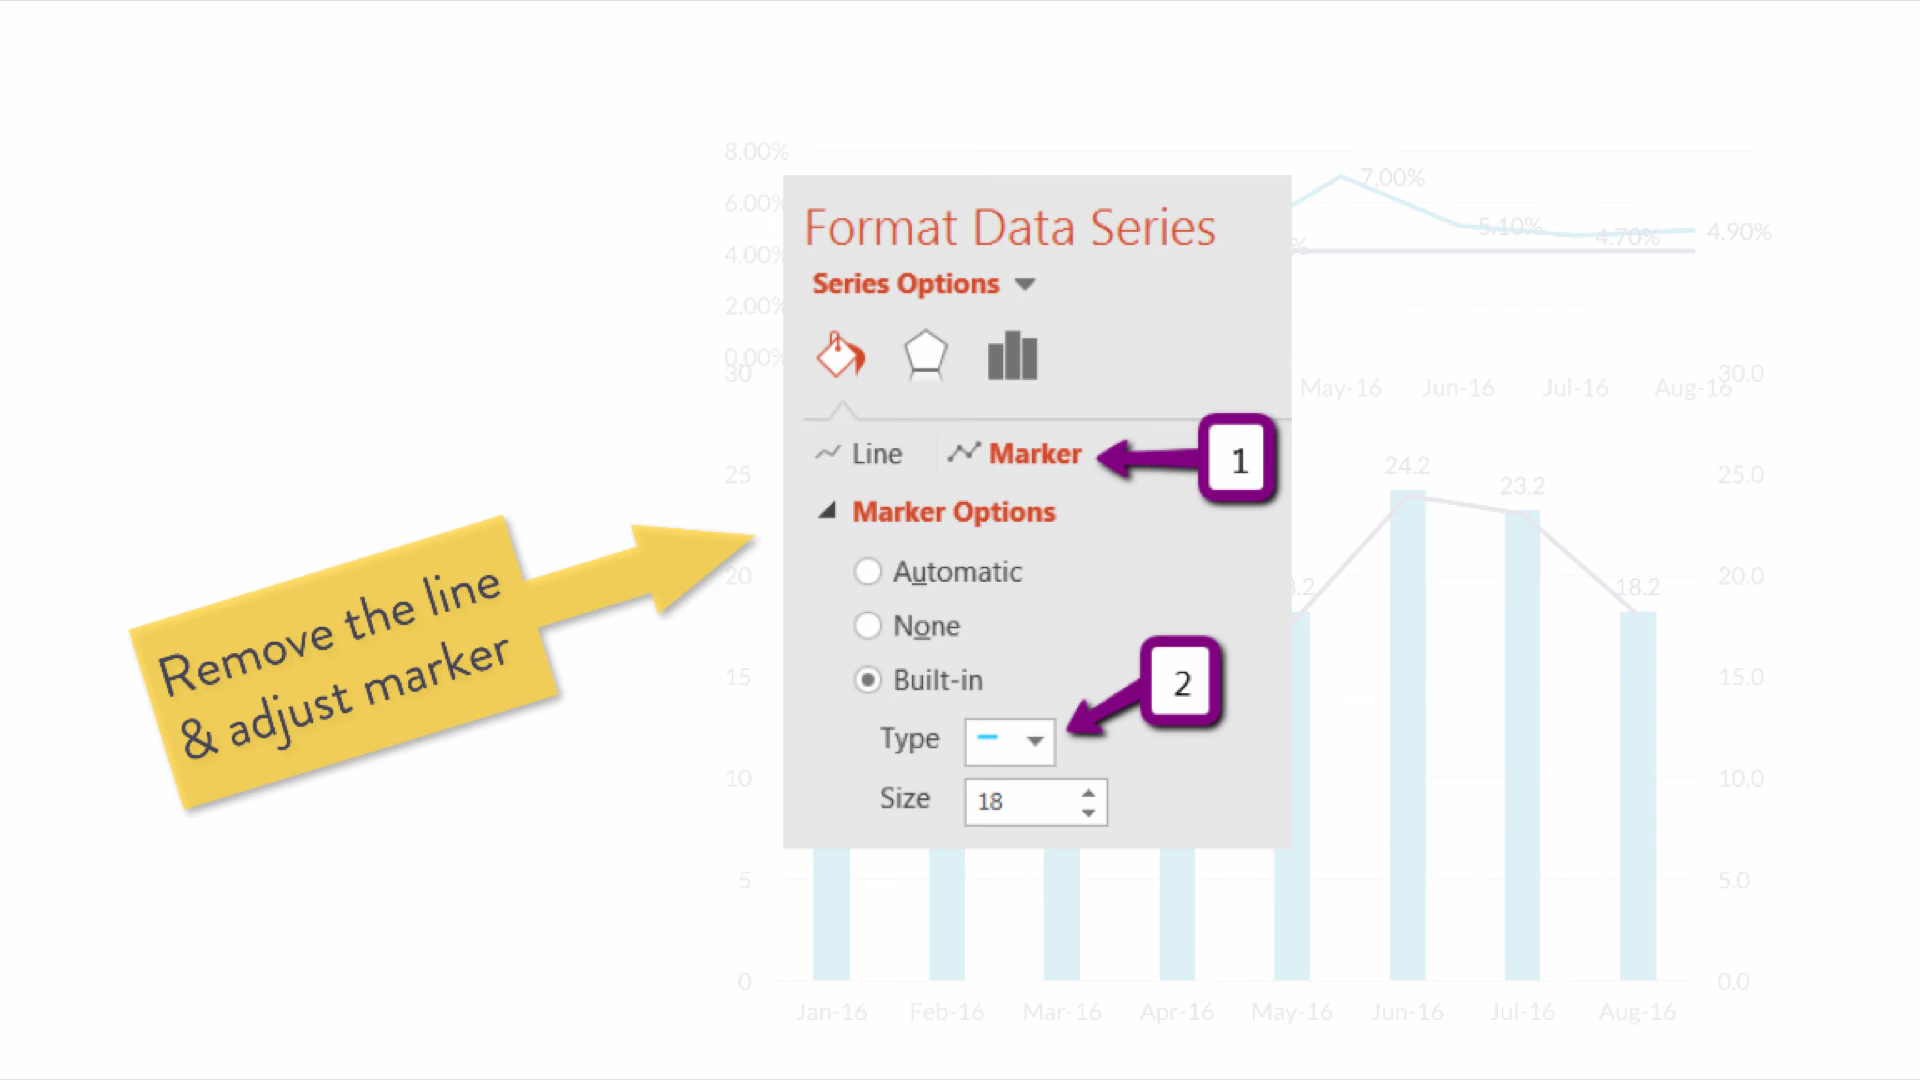 8.00%
6.00%
4.00%
2.00%
0.00%
7.00%
5.10%
4.70%
4.90%
May-16
Jun-16
Jul-16
Aug-16
Format Data Series
Series Options
Line
Marker
1
Marker Options
Automatic
None
Built-in
2
Type
Size
18
Remove the line
& adjust marker
30
25
20
15
10
5
0
30.0
25.0
20.0
15.0
10.0
5.0
0.0
24.2
23.2
18.2
Jan-16
Feb-16
Mar-16
Apr-16
May-16
Jun-16
Jul-16
Aug-16